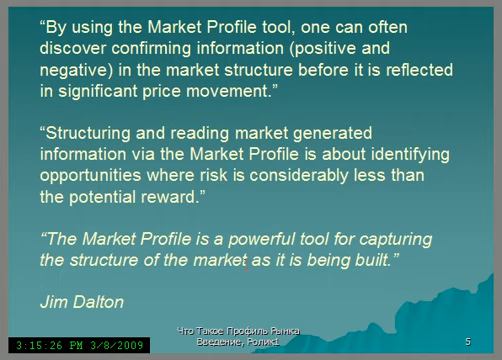 “By using the Market Profile tool, one can often
discover confirming information (positive and
negative) in the market structure before it is reflected
in significant price movement.”
“Structuring and reading market generated
information via the Market Profile is about identifying
opportunities where risk is considerably less than
the potential reward.”
“The Market Profile is a powerful tool for capturing
the structure of the market as it is being built.”
Jim Dalton
Что Такое Профиль Рынка
Введение, Ролик1
5
3:15:26 PM 3/8/2009